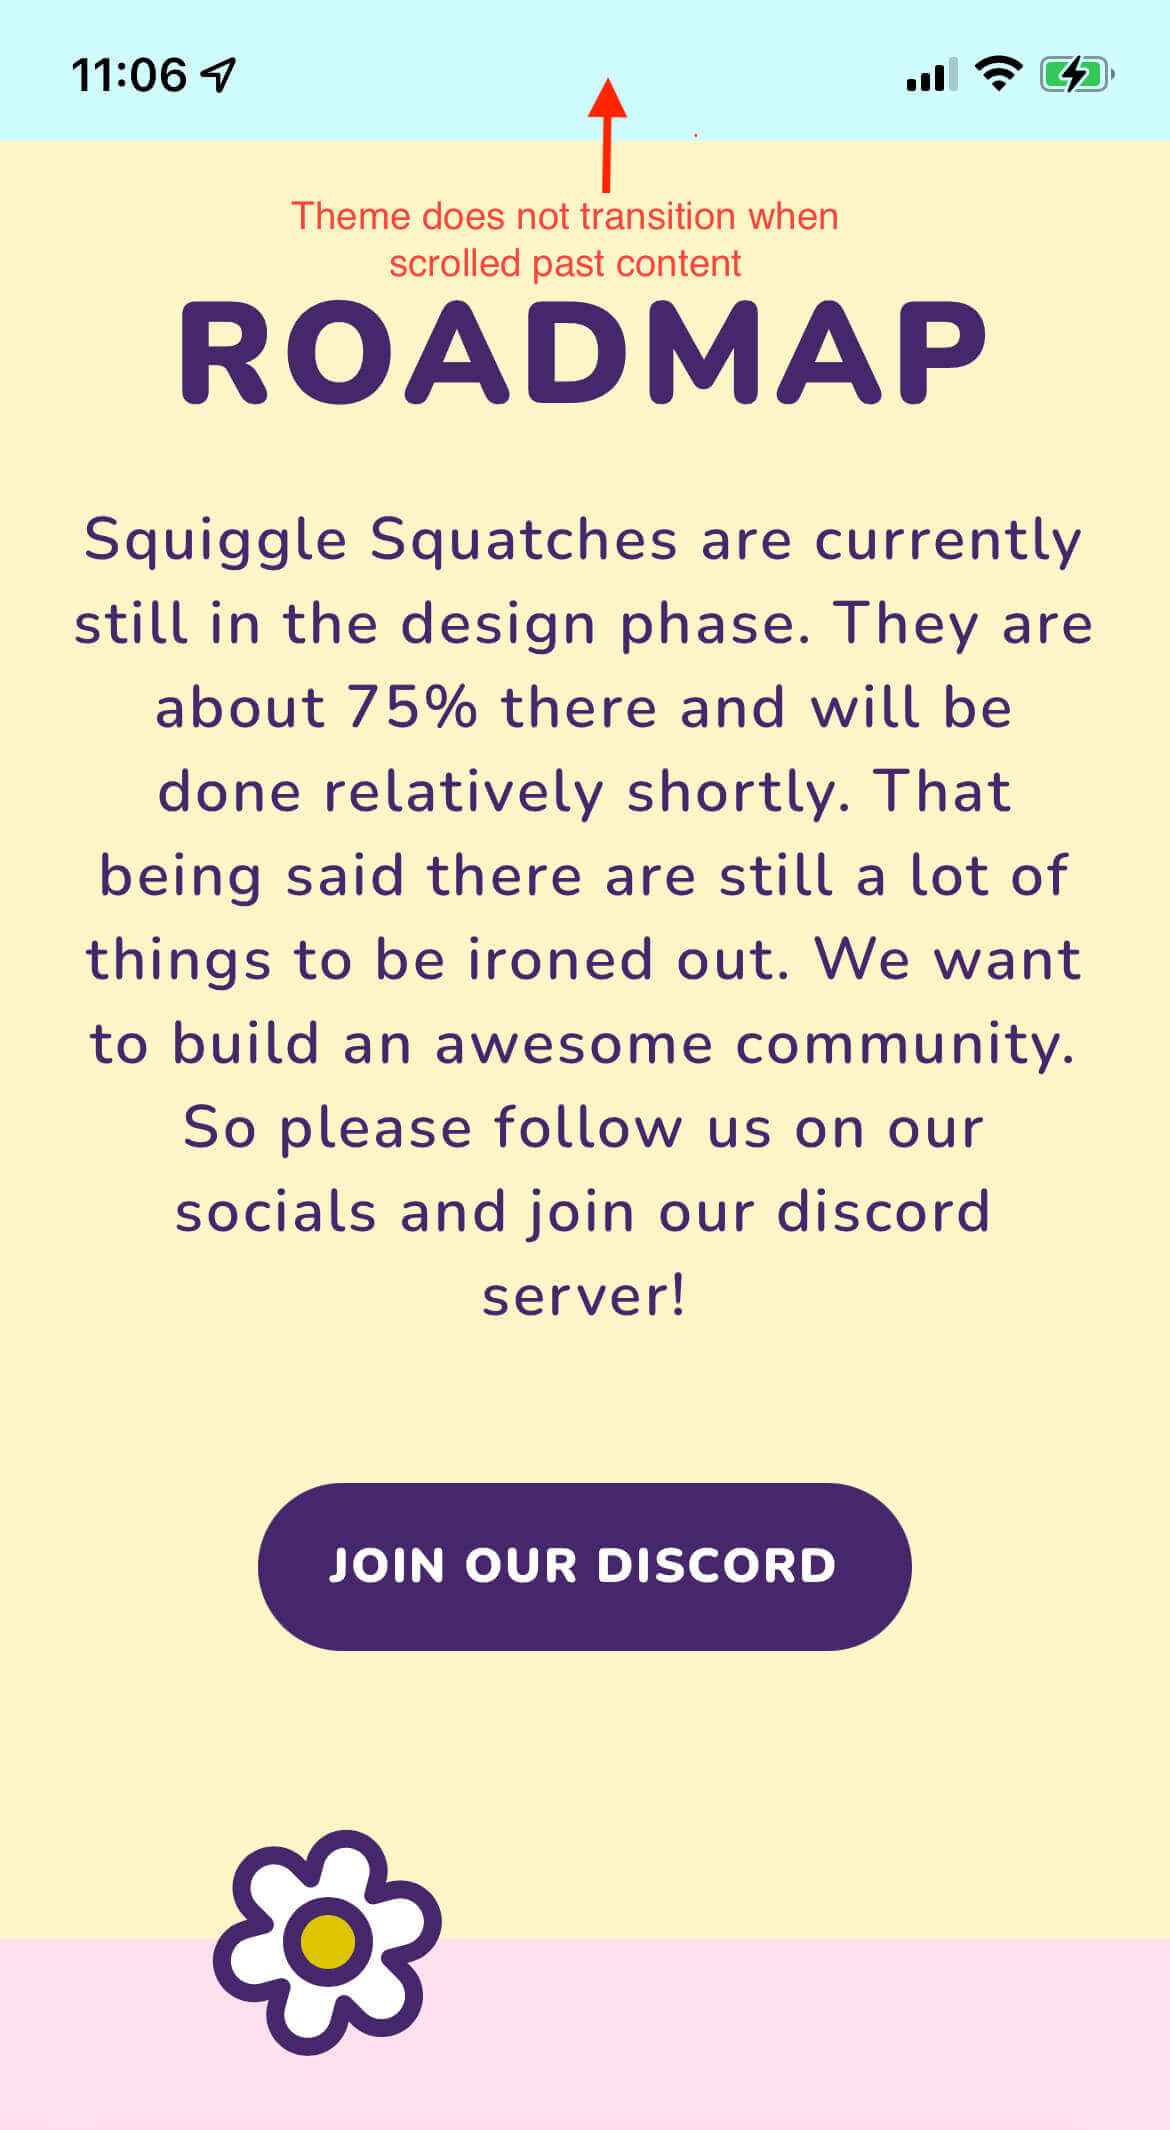 11:06
Theme does not transition when
scrolled past content
ROADMAP
Squiggle Squatches are currently
still in the design phase. They are
about 75% there and will be
done relatively shortly. That
being said there are still a lot of
things to be ironed out. We want
to build an awesome community.
So please follow us on our
socials and join our discord
server!
JOIN OUR DISCORD